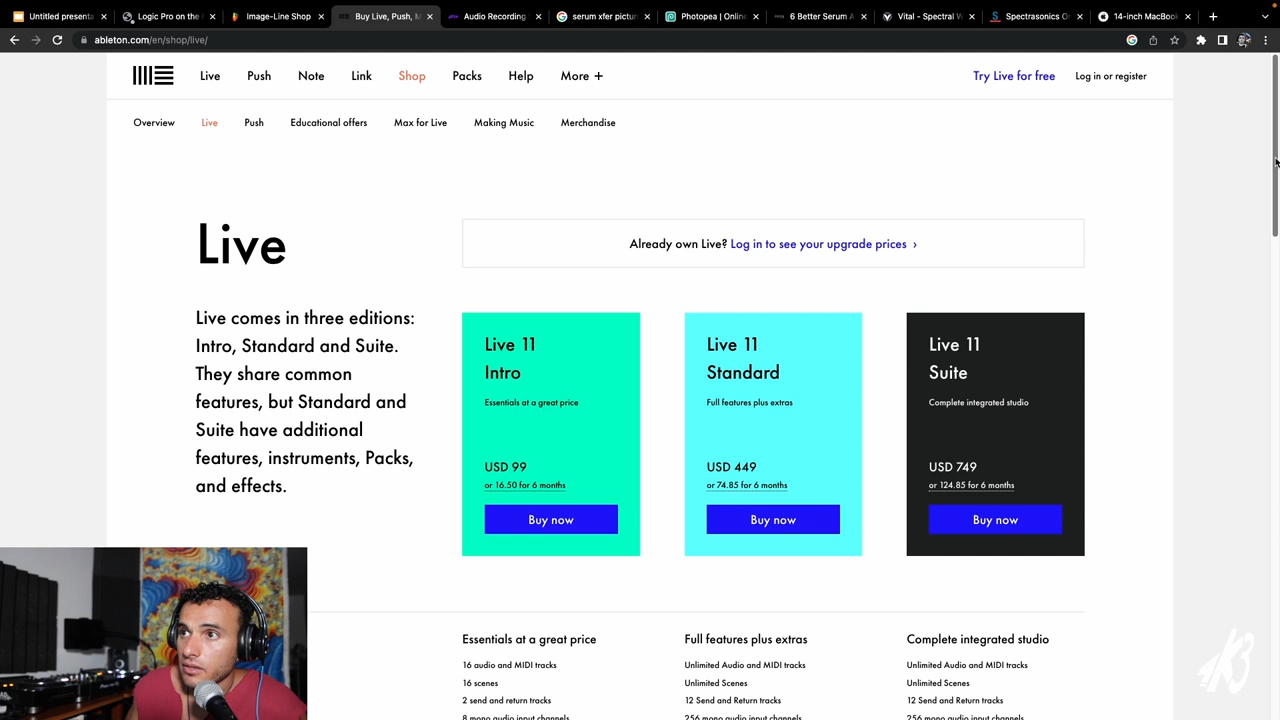 Untitled presenta
Logic Pro on the
Image-Line Shop
Buy Live, Push, M
Audio Recording
serum xfer pictur
Photopea | Onlin
6 Better Serum A
Vital - Spectral W
Spectrasonics O
14-inch MacBoo
ableton.com/en/shop/live/
Live Push Note Link Shop Packs Help More +
Try Live for free Log in or register
Overview Live Push Educational offers Max for Live Making Music Merchandise
Live
Already own Live? Log in to see your upgrade prices ›
Live comes in three editions:
Intro, Standard and Suite.
They share common
features, but Standard and
Suite have additional
features, instruments, Packs,
and effects.
Live 11
Intro
Essentials at a great price
USD 99
or 16.50 for 6 months
Buy now
Live 11
Standard
Full features plus extras
USD 449
or 74.85 for 6 months
Buy now
Live 11
Suite
Complete integrated studio
USD 749
or 124.85 for 6 months
Buy now
Essentials at a great price
16 audio and MIDI tracks
16 scenes
2 send and return tracks
8 mono audio input channels
Full features plus extras
Unlimited Audio and MIDI tracks
Unlimited Scenes
12 Send and Return tracks
256 mono audio input channels
Complete integrated studio
Unlimited Audio and MIDI tracks
Unlimited Scenes
12 Send and Return tracks
256 mono audio input channels